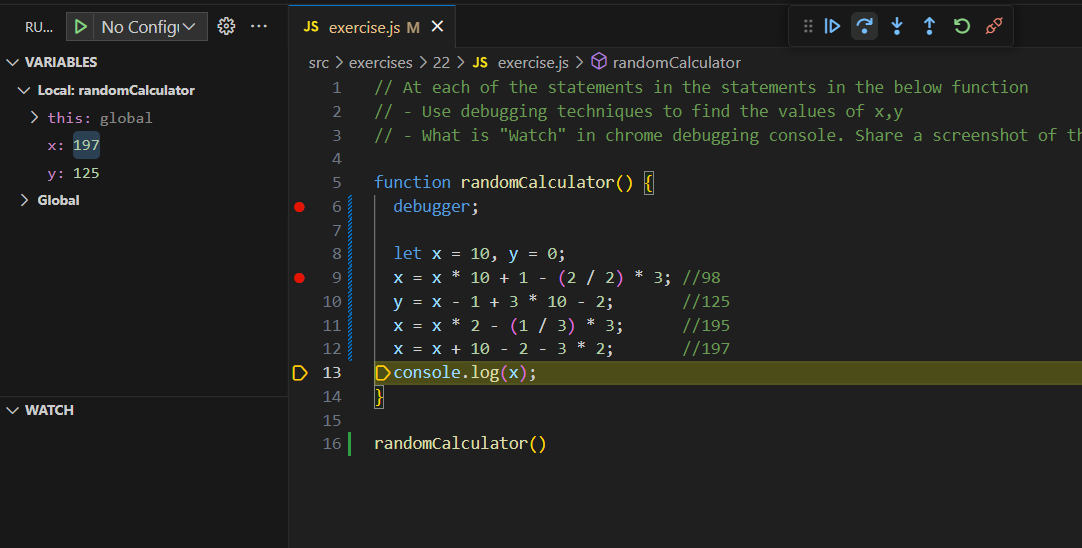 RU...
No Config
VARIABLES
Local: randomCalculator
this: global
x: 197
y: 125
Global
WATCH
JS exercise.js M
src > exercises > 22 > JS exercise.js > randomCalculator
1 // At each of the statements in the statements in the below function
2 // - Use debugging techniques to find the values of x,y
3 // - What is "Watch" in chrome debugging console. Share a screenshot of th
4
5 function randomCalculator() {
6 debugger;
7
8 let x = 10, y = 0;
9 x = x * 10 + 1 - (2 / 2) * 3; //98
10 y = x - 1 + 3 * 10 - 2; //125
11 x = x * 2 - (1 / 3) * 3; //195
12 x = x + 10 - 2 - 3 * 2; //197
13 console.log(x);
14 }
15
16 randomCalculator()